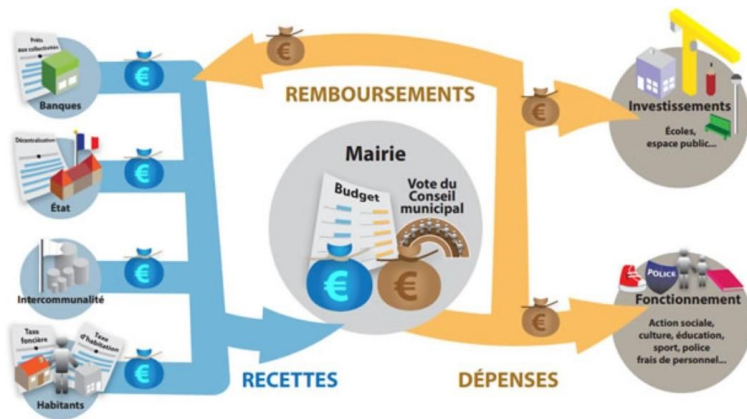 Prêts
aux collectivités
Banques
Décentralisation
État
Intercommunalité
Taxe
foncière
Taxe
d'habitation
Habitants
REMBOURSEMENTS
Mairie
Budget
Vote du
Conseil
municipal
RECETTES
DÉPENSES
Investissements
Écoles,
espace public...
POLICE
Fonctionnement
Action sociale,
culture, éducation,
sport, police
frais de personnel...